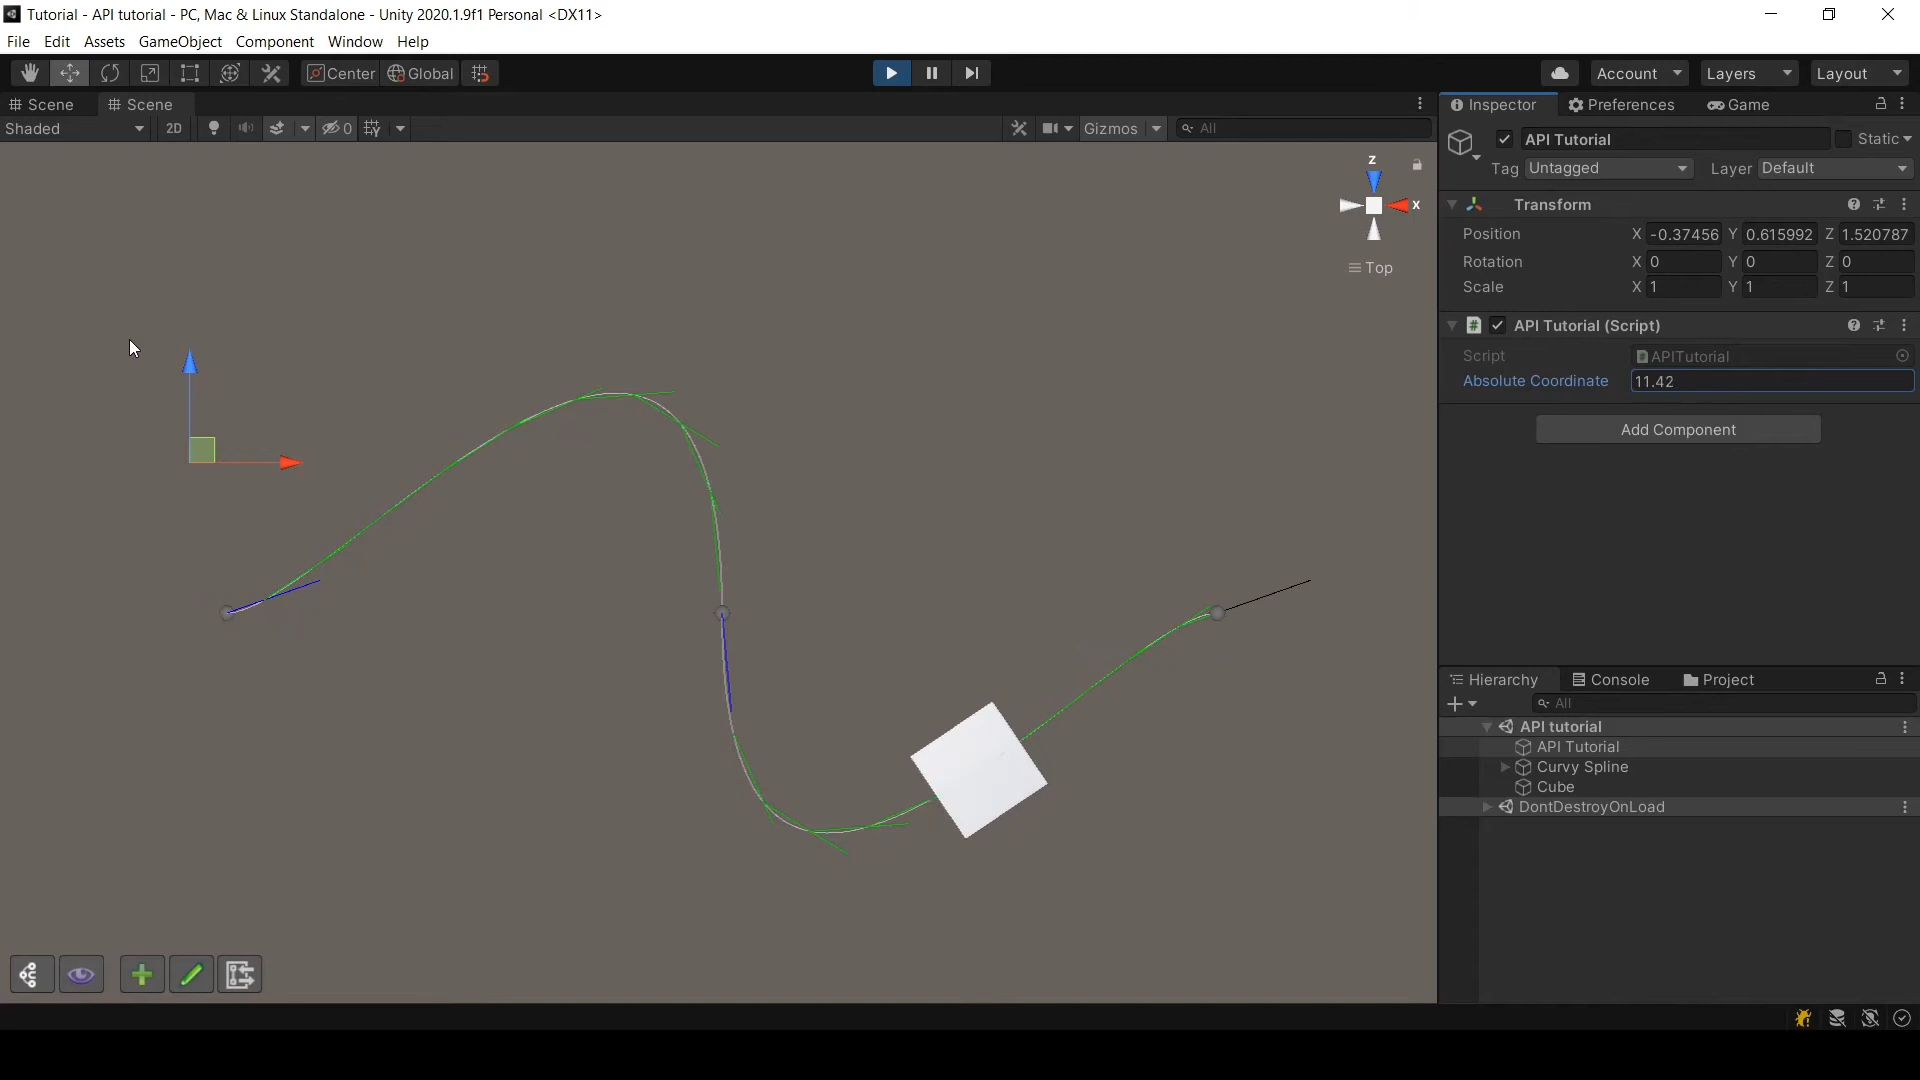 Tutorial - API tutorial - PC, Mac & Linux Standalone - Unity 2020.1.9f1 Personal <DX11>
File Edit Assets GameObject Component Window Help
Center Global Account Layers Layout
Scene Scene
Shaded 2D 0 Gizmos All
z
x
Top
Inspector Preferences Game
API Tutorial Static
Tag Untagged Layer Default
Transform
Position X -0.37456 Y 0.615992 Z 1.520787
Rotation X 0 Y 0 Z 0
Scale X 1 Y 1 Z 1
API Tutorial (Script)
Script APITutorial
Absolute Coordinate 11.42
Add Component
Hierarchy Console Project
All
API tutorial
API Tutorial
Curvy Spline
Cube
DontDestroyOnLoad